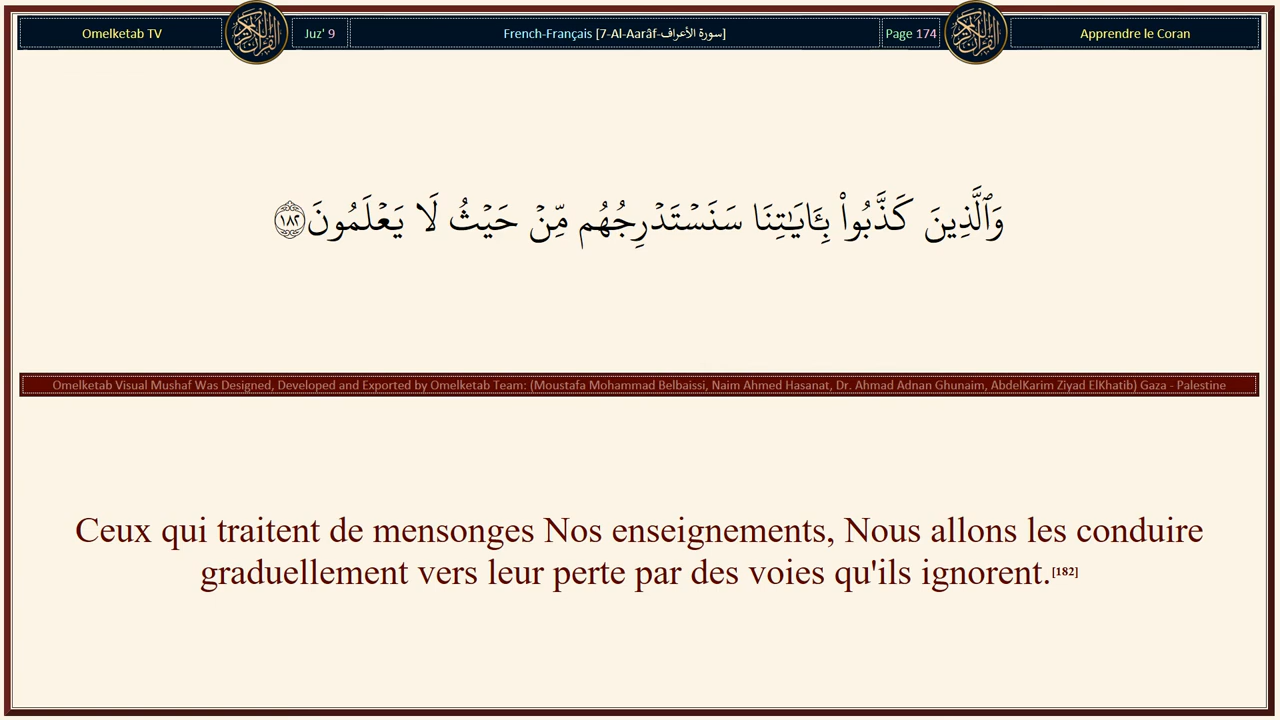 Omelketab TV
Juz' 9
French-Français [7-Al-Aarâf-سورة الأعراف]
Page 174
Apprendre le Coran
وَٱلَّذِينَ كَذَّبُوا۟ بِـَٔايَـٰتِنَا سَنَسْتَدْرِجُهُم مِّنْ حَيْثُ لَا يَعْلَمُونَ ١٨٢
Omelketab Visual Mushaf Was Designed, Developed and Exported by Omelketab Team: (Moustafa Mohammad Belbaissi, Naim Ahmed Hasanat, Dr. Ahmad Adnan Ghunaim, AbdelKarim Ziyad ElKhatib) Gaza - Palestine
Ceux qui traitent de mensonges Nos enseignements, Nous allons les conduire
graduellement vers leur perte par des voies qu'ils ignorent.[182]